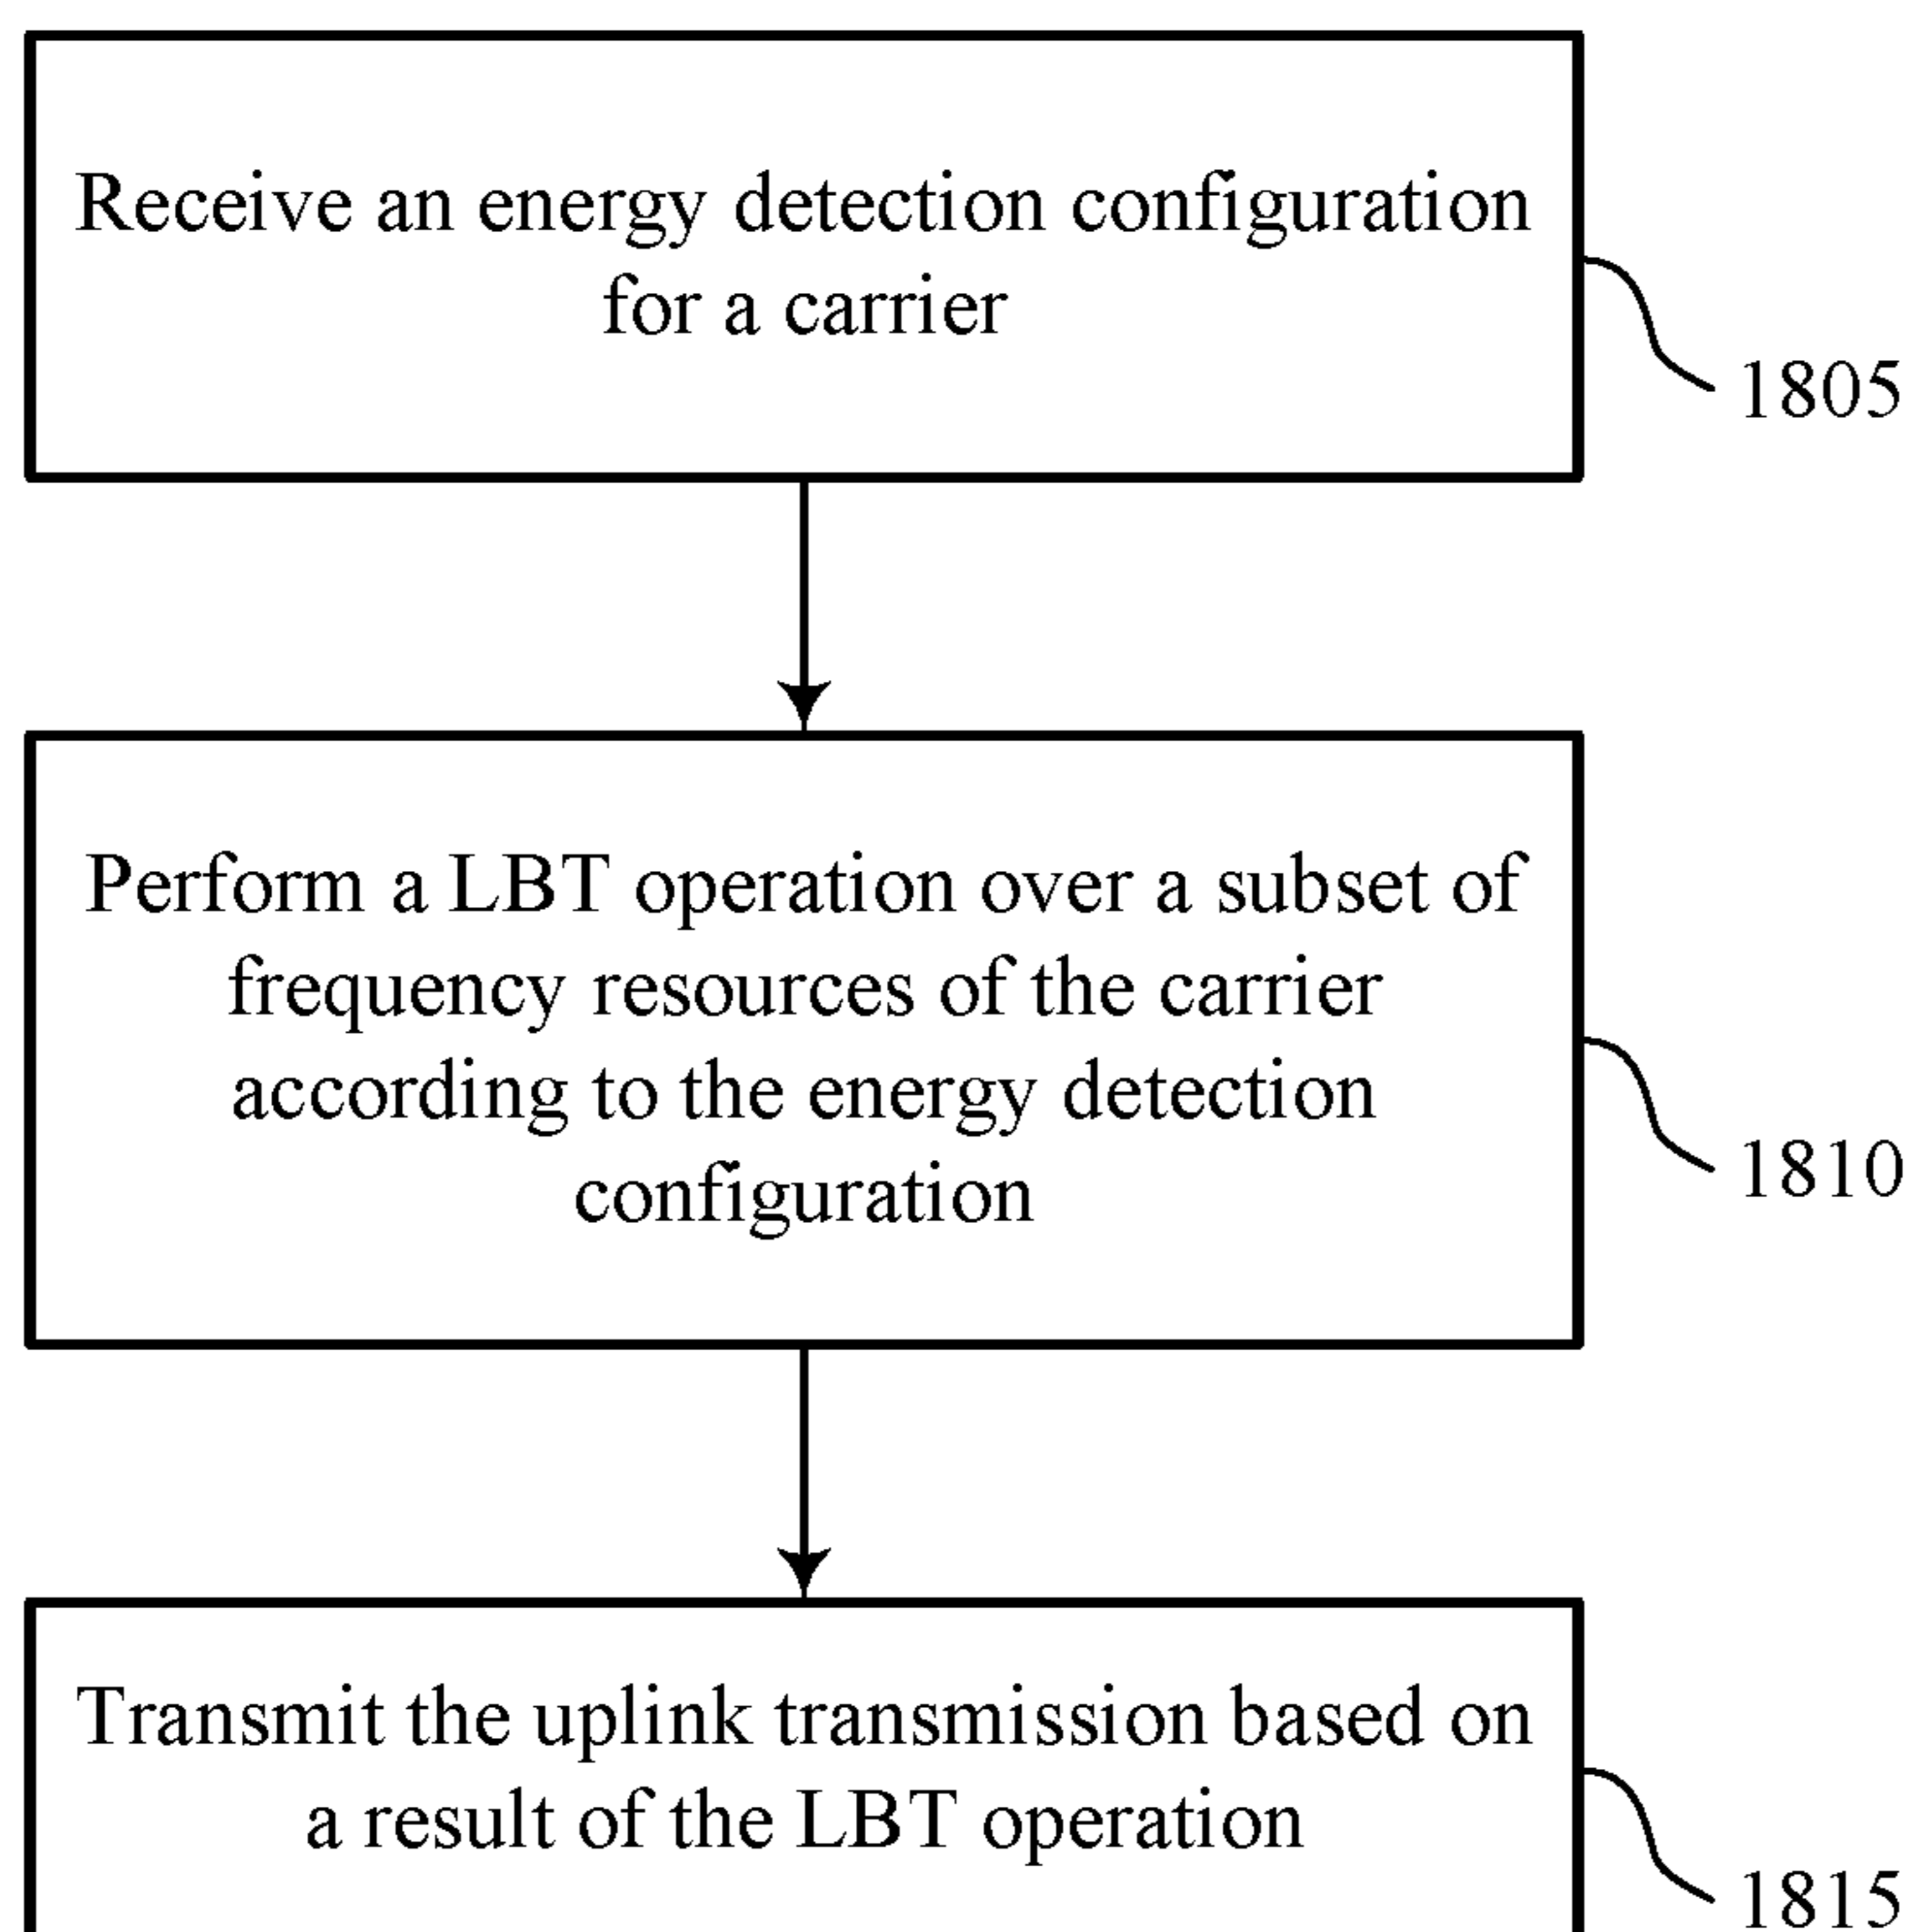 Receive an energy detection configuration
for a carrier
1805
Perform a LBT operation over a subset of
frequency resources of the carrier
according to the energy detection
configuration
1810
Transmit the uplink transmission based on
a result of the LBT operation
1815